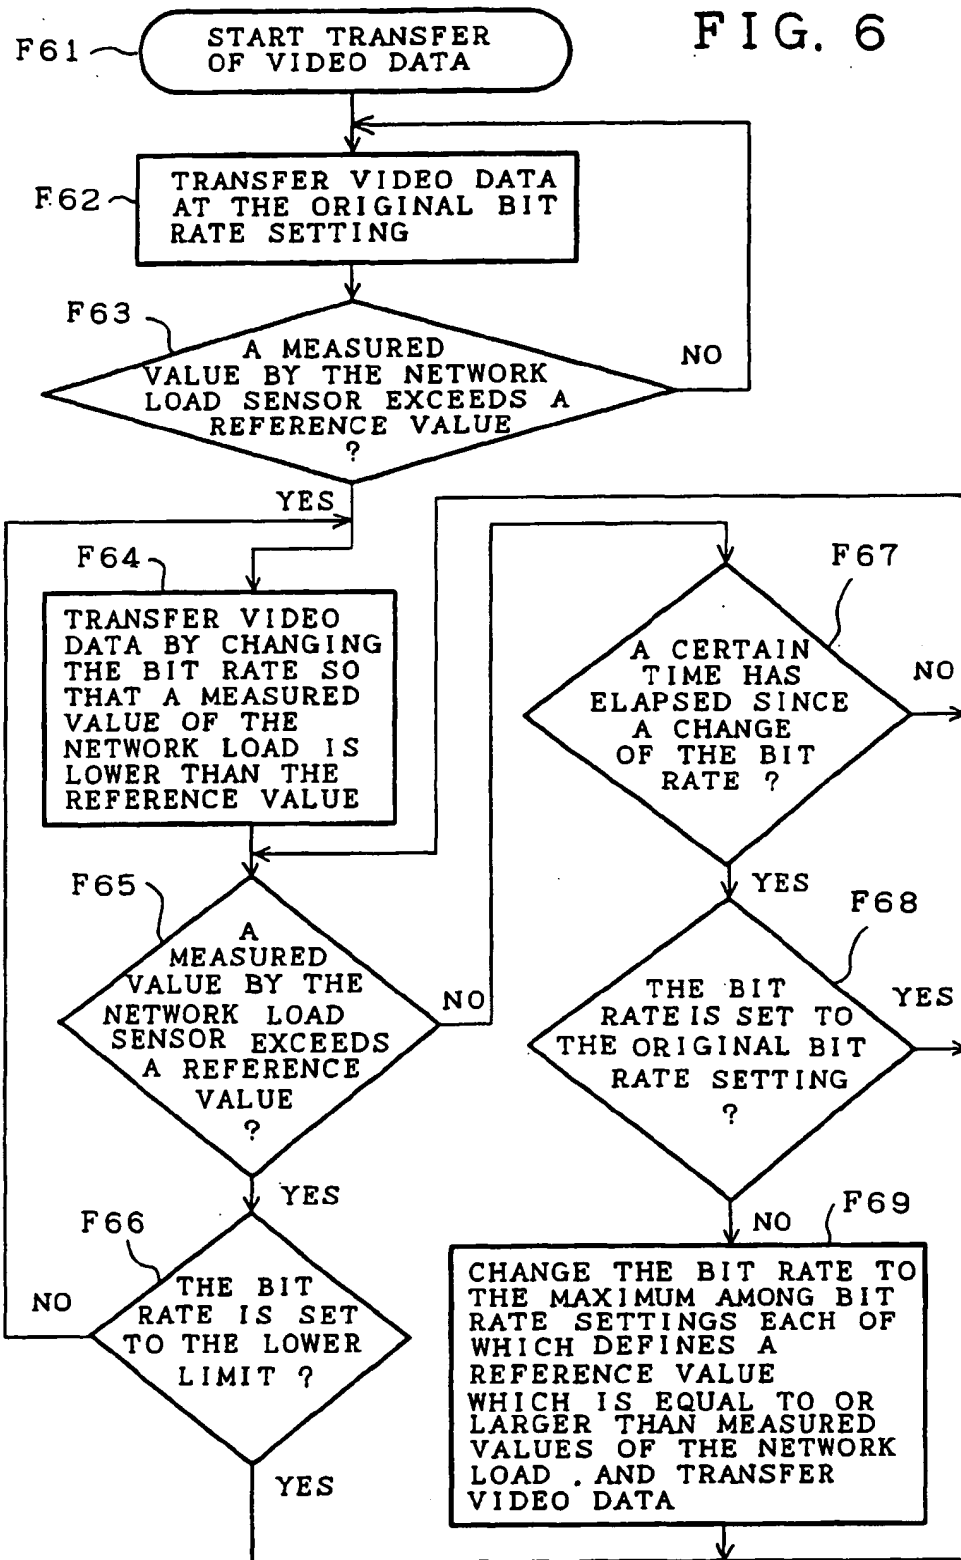 FIG. 6
F61
START TRANSFER
OF VIDEO DATA
F62
TRANSFER VIDEO DATA
AT THE ORIGINAL BIT
RATE SETTING
F63
A MEASURED
VALUE BY THE NETWORK
LOAD SENSOR EXCEEDS A
REFERENCE VALUE
?
NO
YES
F64
TRANSFER VIDEO
DATA BY CHANGING
THE BIT RATE SO
THAT A MEASURED
VALUE OF THE
NETWORK LOAD IS
LOWER THAN THE
REFERENCE VALUE
F65
A
MEASURED
VALUE BY THE
NETWORK LOAD
SENSOR EXCEEDS
A REFERENCE
VALUE
?
NO
YES
F66
THE BIT
RATE IS SET
TO THE LOWER
LIMIT ?
NO
YES
F67
A CERTAIN
TIME HAS
ELAPSED SINCE
A CHANGE
OF THE BIT
RATE ?
NO
YES
F68
THE BIT
RATE IS SET TO
THE ORIGINAL BIT
RATE SETTING
?
YES
NO
F69
CHANGE THE BIT RATE TO
THE MAXIMUM AMONG BIT
RATE SETTINGS EACH OF
WHICH DEFINES A
REFERENCE VALUE
WHICH IS EQUAL TO OR
LARGER THAN MEASURED
VALUES OF THE NETWORK
LOAD . AND TRANSFER
VIDEO DATA